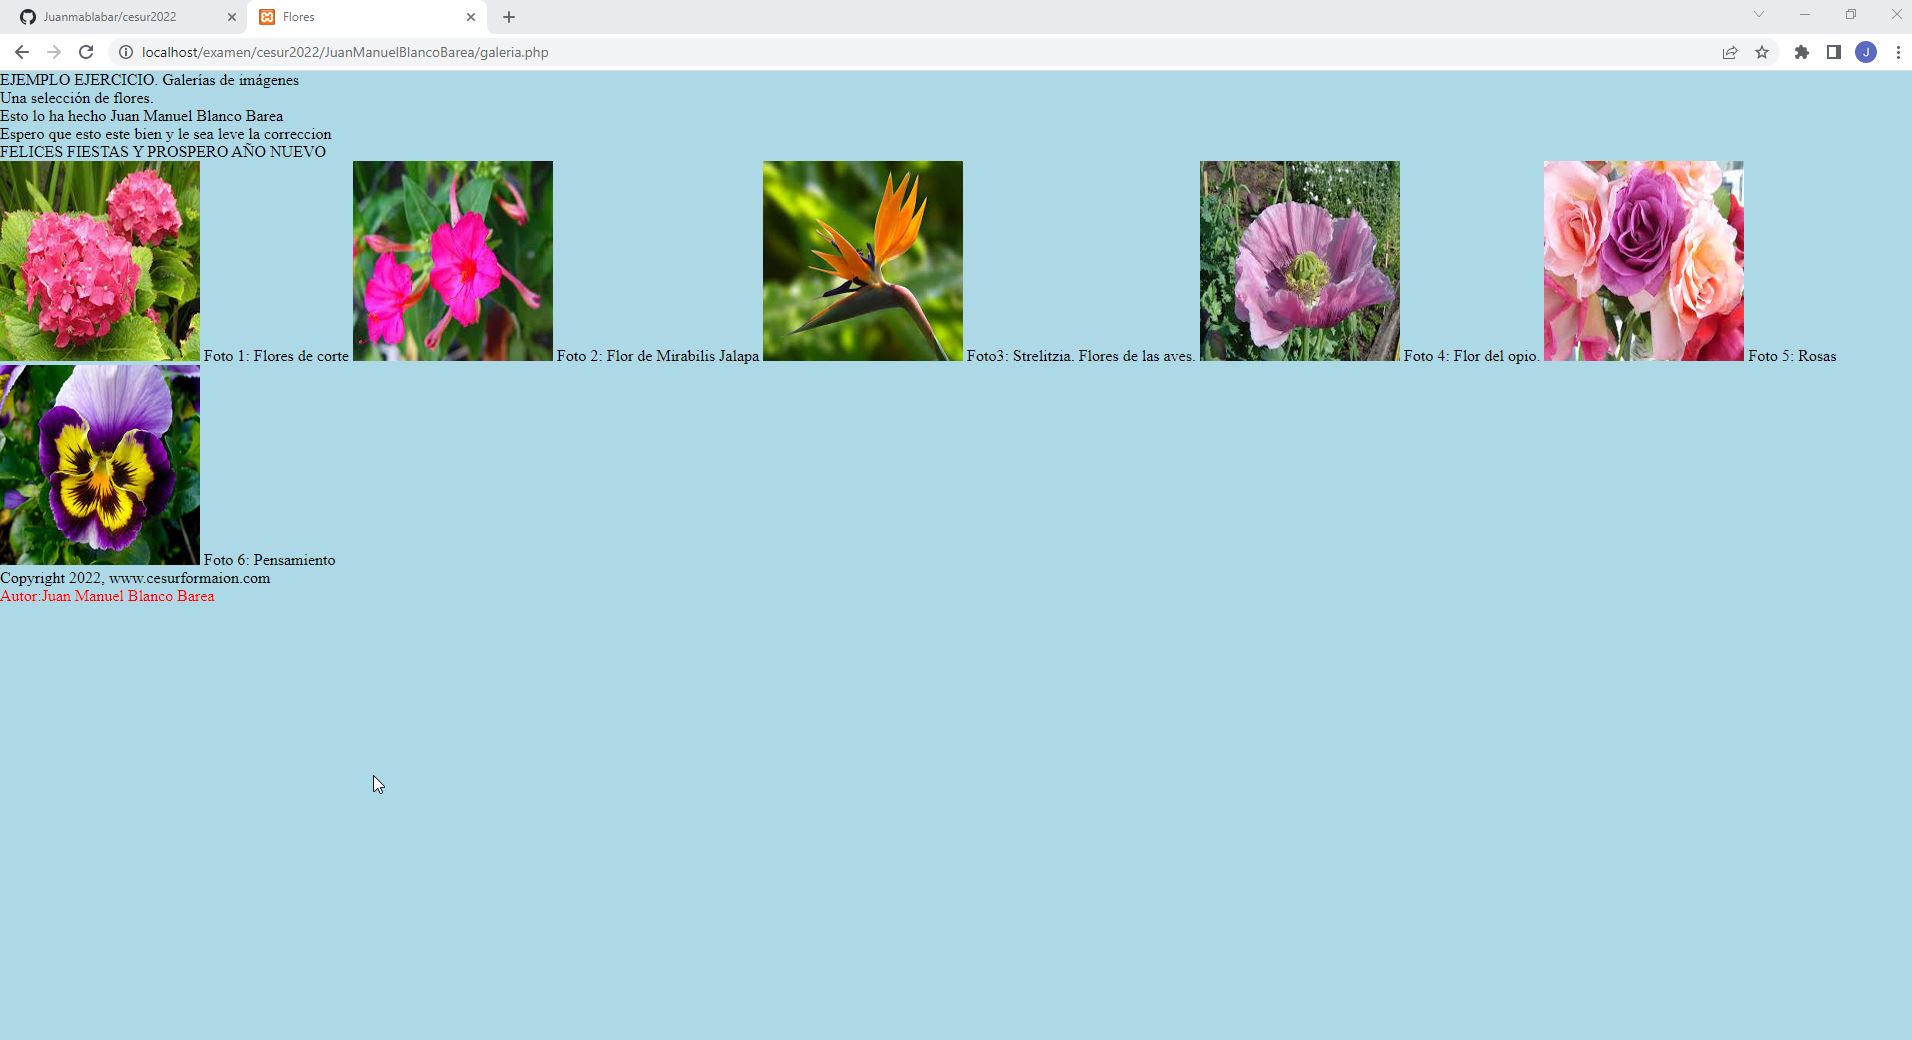 Juanmablabar/cesur2022
Flores
localhost/examen/cesur2022/JuanManuelBlancoBarea/galeria.php
J
EJEMPLO EJERCICIO. Galerías de imágenes
Una selección de flores.
Esto lo ha hecho Juan Manuel Blanco Barea
Espero que esto este bien y le sea leve la correccion
FELICES FIESTAS Y PROSPERO AÑO NUEVO
Foto 1: Flores de corte
Foto 2: Flor de Mirabilis Jalapa
Foto3: Strelitzia. Flores de las aves.
Foto 4: Flor del opio.
Foto 5: Rosas
Foto 6: Pensamiento
Copyright 2022, www.cesurformaion.com
Autor:Juan Manuel Blanco Barea